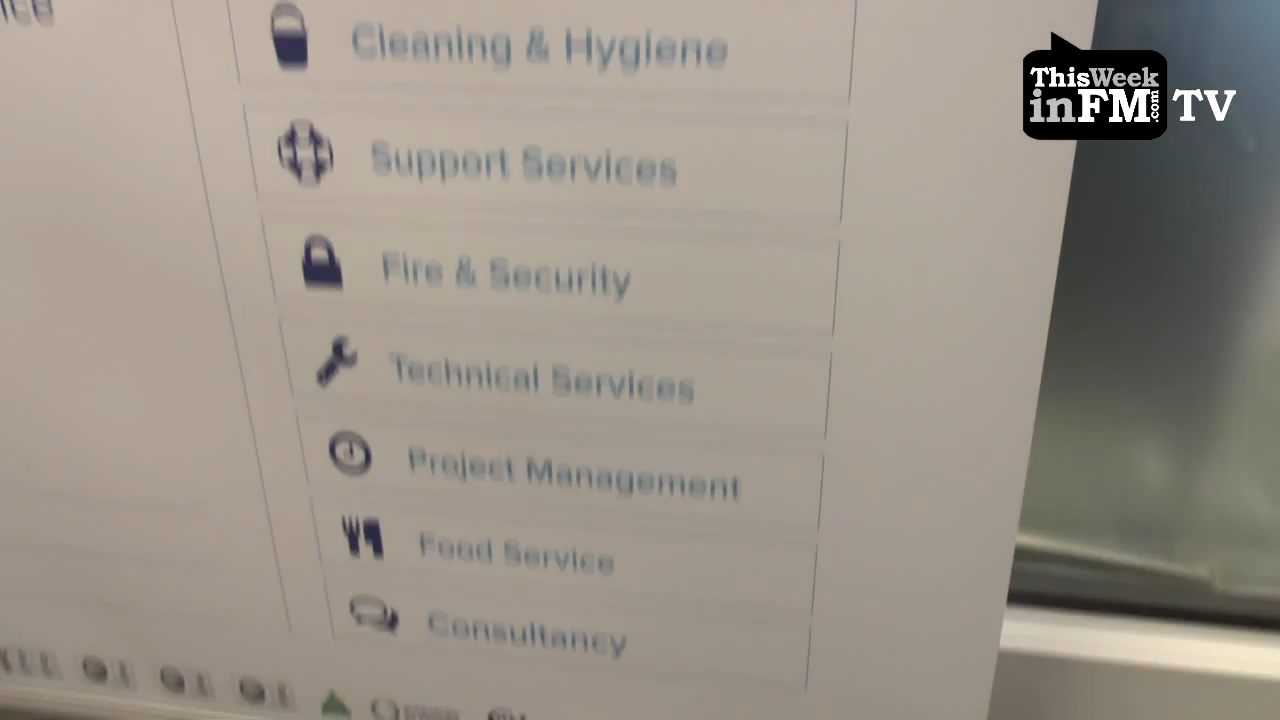 Cleaning & Hygiene
Support Services
Fire & Security
Technical Services
Project Management
Food Service
Consultancy
ThisWeek
inFM.com TV